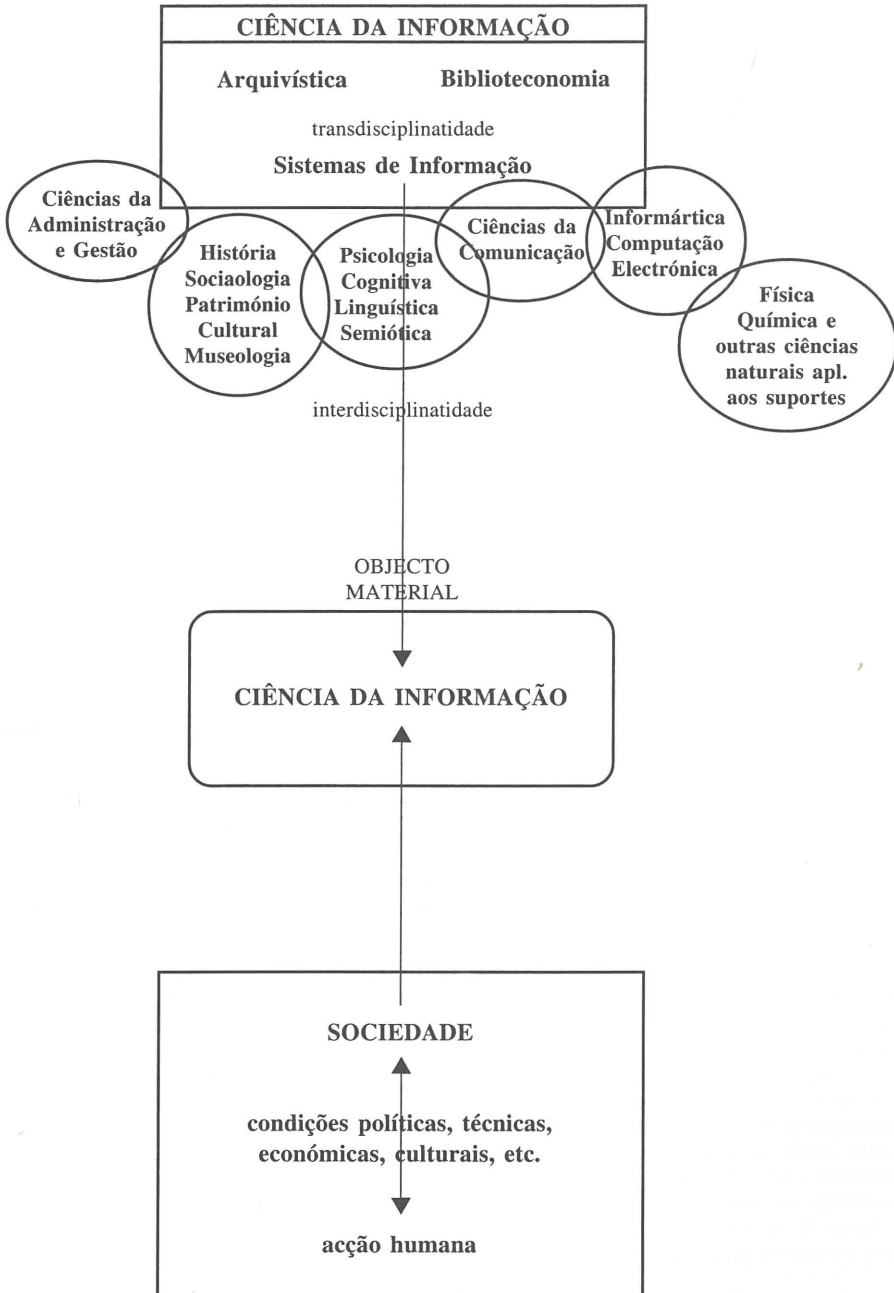 CIÊNCIA DA INFORMAÇÃO
Arquivística Biblioteconomia
transdisciplinatidade
Sistemas de Informação
Ciências da
Administração
e Gestão
História
Sociaologia
Património
Cultural
Museologia
Psicologia
Cognitiva
Linguística
Semiótica
Ciências da
Comunicação
Informártica
Computação
Electrónica
Física
Química e
outras ciências
naturais apl.
aos suportes
interdisciplinatidade
OBJECTO
MATERIAL
CIÊNCIA DA INFORMAÇÃO
SOCIEDADE
condições políticas, técnicas,
económicas, culturais, etc.
acção humana